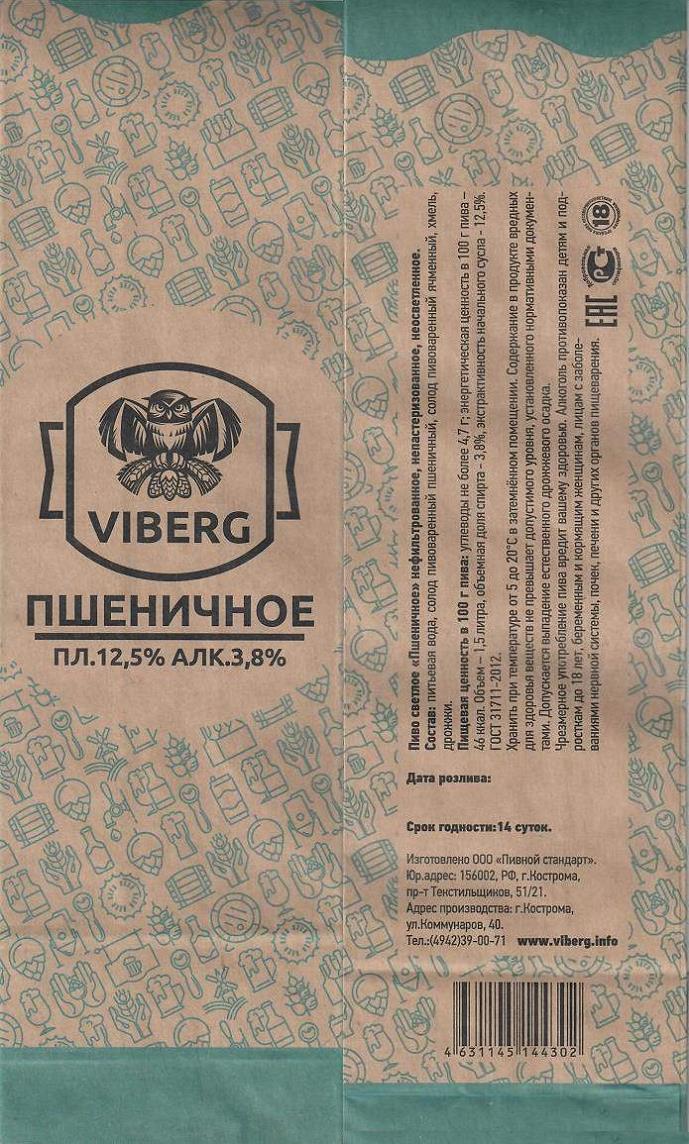 VIBERG
ПШЕНИЧНОЕ
ПЛ.12,5% АЛК.3,8%
Пиво светлое «Пшеничное» нефильтрованное, непастеризованное, неосветленное.
Состав: питьевая вода, солод пивоваренный пшеничный, солод пивоваренный ячменный, хмель,
дрожжи.
Пищевая ценность в 100 г пива: углеводы не более 4,7 г; энергетическая ценность в 100 г пива –
46 ккал. Объем – 1,5 литра, объемная доля спирта – 3,8%, экстрактивность начального сусла – 12,5%.
ГОСТ 31711-2012.
Хранить при температуре от 5 до 20°С в затемнённом помещении. Содержание в продукте вредных
для здоровья веществ не превышает допустимого уровня, установленного нормативными докумен-
тами. Допускается выпадение естественного дрожжевого осадка.
Чрезмерное употребление пива вредит вашему здоровью. Алкоголь противопоказан детям и под-
росткам до 18 лет, беременным и кормящим женщинам, лицам с заболе-
ваниями нервной системы, почек, печени и других органов пищеварения.
ЕАС
РСТ
18
Дата розлива:
Срок годности:14 суток.
Изготовлено ООО «Пивной стандарт».
Юр.адрес: 156002, РФ, г.Кострома,
пр-т Текстильщиков, 51/21.
Адрес производства: г.Кострома,
ул.Коммунаров, 40.
Тел.:(4942)39-00-71 www.viberg.info
4 631145 144302